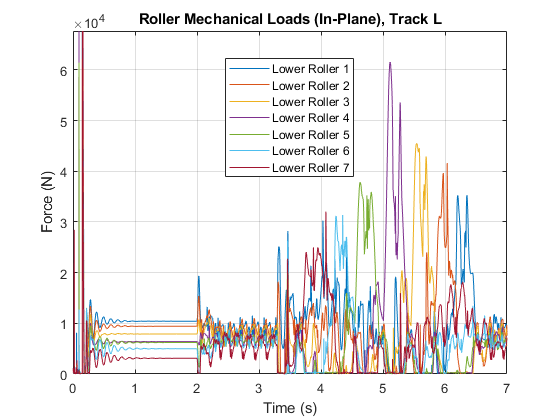 Roller Mechanical Loads (In-Plane), Track L
×10⁴
Force (N)
6
5
4
3
2
1
0
Lower Roller 1
Lower Roller 2
Lower Roller 3
Lower Roller 4
Lower Roller 5
Lower Roller 6
Lower Roller 7
0 1 2 3 4 5 6 7
Time (s)